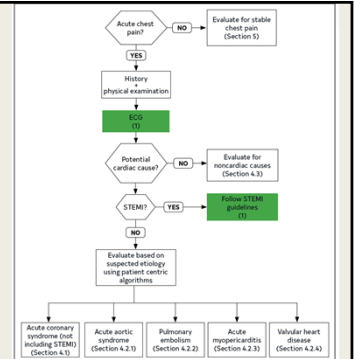 Acute chest
pain?
NO
Evaluate for stable
chest pain
(Section 5)
YES
History
+
physical examination
ECG
(1)
Potential
cardiac cause?
NO
Evaluate for
noncardiac causes
(Section 4.3)
STEMI?
YES
Follow STEMI
guidelines
(1)
NO
Evaluate based on
suspected etiology
using patient centric
algorithms
Acute coronary
syndrome (not
including STEMI)
(Section 4.1)
Acute aortic
syndrome
(Section 4.2.1)
Pulmonary
embolism
(Section 4.2.2)
Acute
myopericarditis
(Section 4.2.3)
Valvular heart
disease
(Section 4.2.4)